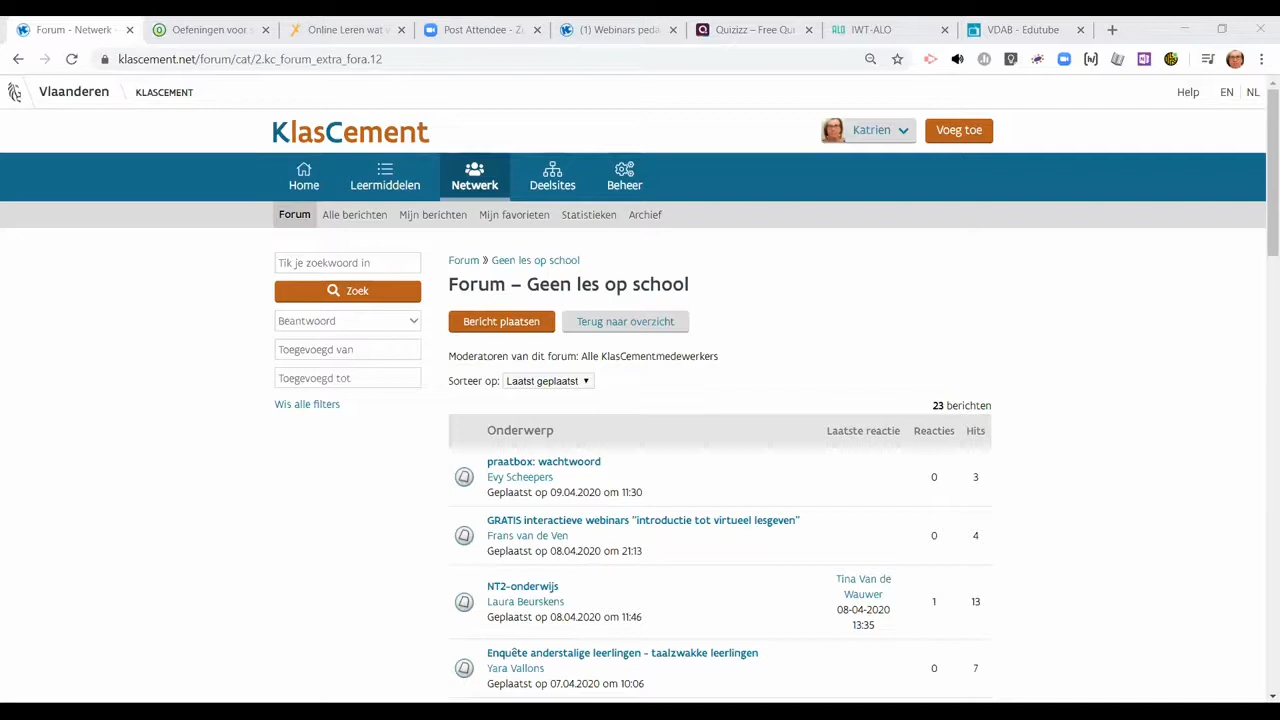 Forum - Netwerk -
Oefeningen voor s
Online Leren wat v
Post Attendee - Z
(1) Webinars peda
Quizizz – Free Qu
IWT-ALO
VDAB - Edutube
klascement.net/forum/cat/2.kc_forum_extra_fora.12
Vlaanderen
KLASCEMENT
Help
EN
NL
KlasCement
Katrien
Voeg toe
Home
Leermiddelen
Netwerk
Deelsites
Beheer
Forum
Alle berichten
Mijn berichten
Mijn favorieten
Statistieken
Archief
Tik je zoekwoord in
Zoek
Beantwoord
Toegevoegd van
Toegevoegd tot
Wis alle filters
Forum » Geen les op school
Forum – Geen les op school
Bericht plaatsen
Terug naar overzicht
Moderatoren van dit forum: Alle KlasCementmedewerkers
Sorteer op: Laatst geplaatst
23 berichten
Onderwerp Laatste reactie Reacties Hits
praatbox: wachtwoord
Evy Scheepers 0 3
Geplaatst op 09.04.2020 om 11:30
GRATIS interactieve webinars "introductie tot virtueel lesgeven"
Frans van de Ven 0 4
Geplaatst op 08.04.2020 om 21:13
NT2-onderwijs
Laura Beurskens
Geplaatst op 08.04.2020 om 11:46
Tina Van de
Wauwer
08-04-2020
13:35
1 13
Enquête anderstalige leerlingen - taalzwakke leerlingen
Yara Vallons 0 7
Geplaatst op 07.04.2020 om 10:06